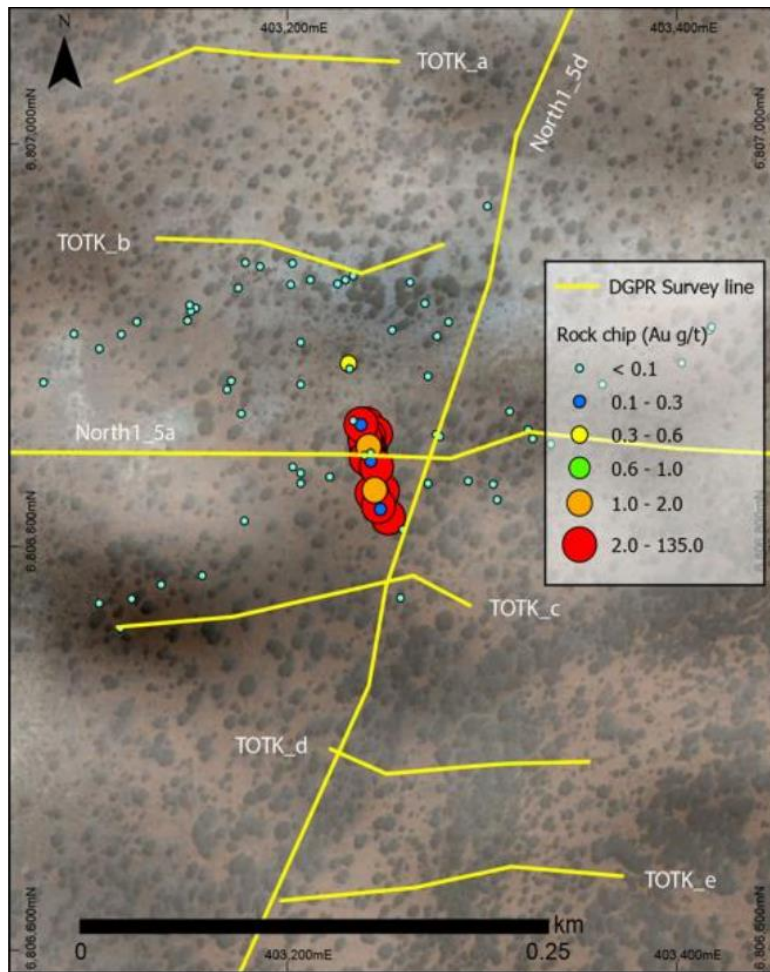 403,200mE
403,400mE
N
TOTK_a
North1_5d
6,807,000mN
6,807,000mN
TOTK_b
DGPR Survey line
Rock chip (Au g/t)
< 0.1
0.1 - 0.3
0.3 - 0.6
0.6 - 1.0
1.0 - 2.0
2.0 - 135.0
North1_5a
6,806,800mN
TOTK_c
TOTK_d
TOTK_e
km
0
0.25
6,806,600mN
6,806,600mN
403,200mE
403,400mE